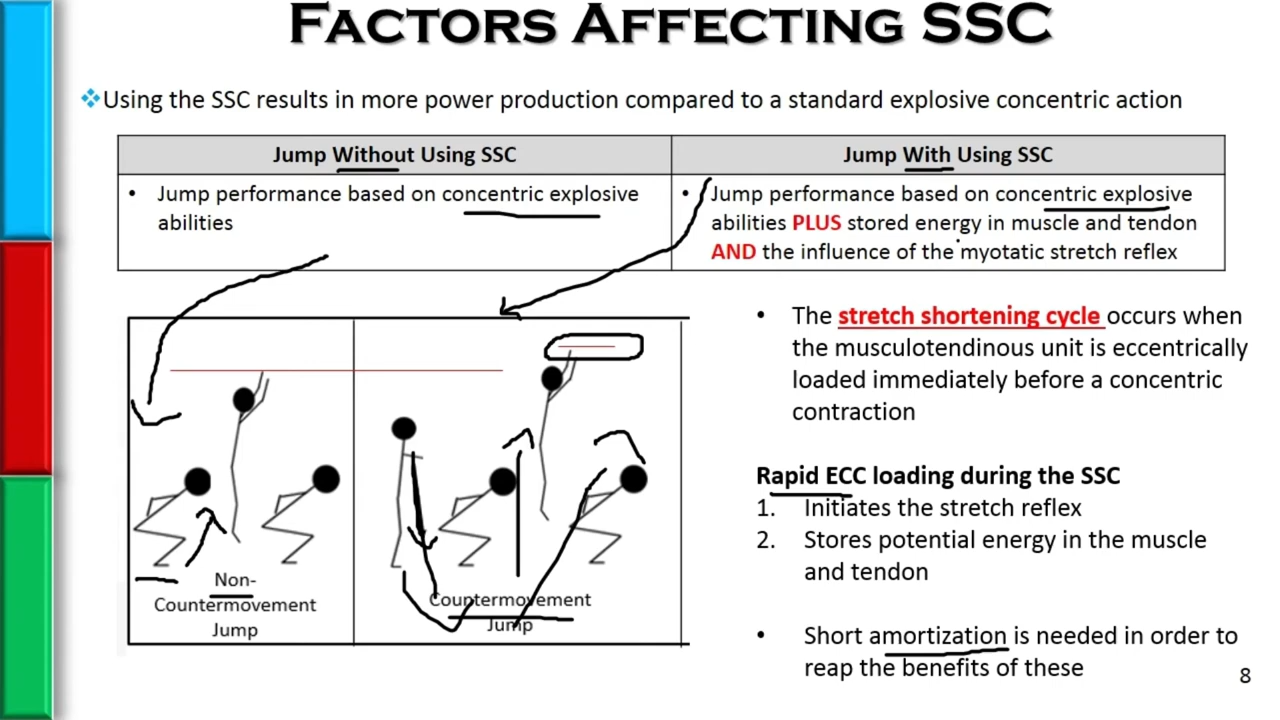 FACTORS AFFECTING SSC
Using the SSC results in more power production compared to a standard explosive concentric action
Jump Without Using SSC
Jump With Using SSC
• Jump performance based on concentric explosive
abilities
• Jump performance based on concentric explosive
abilities PLUS stored energy in muscle and tendon
AND the influence of the myotatic stretch reflex
Non-
Countermovement
Jump
Countermovement
Jump
• The stretch shortening cycle occurs when
the musculotendinous unit is eccentrically
loaded immediately before a concentric
contraction
Rapid ECC loading during the SSC
1. Initiates the stretch reflex
2. Stores potential energy in the muscle
and tendon
• Short amortization is needed in order to
reap the benefits of these
8